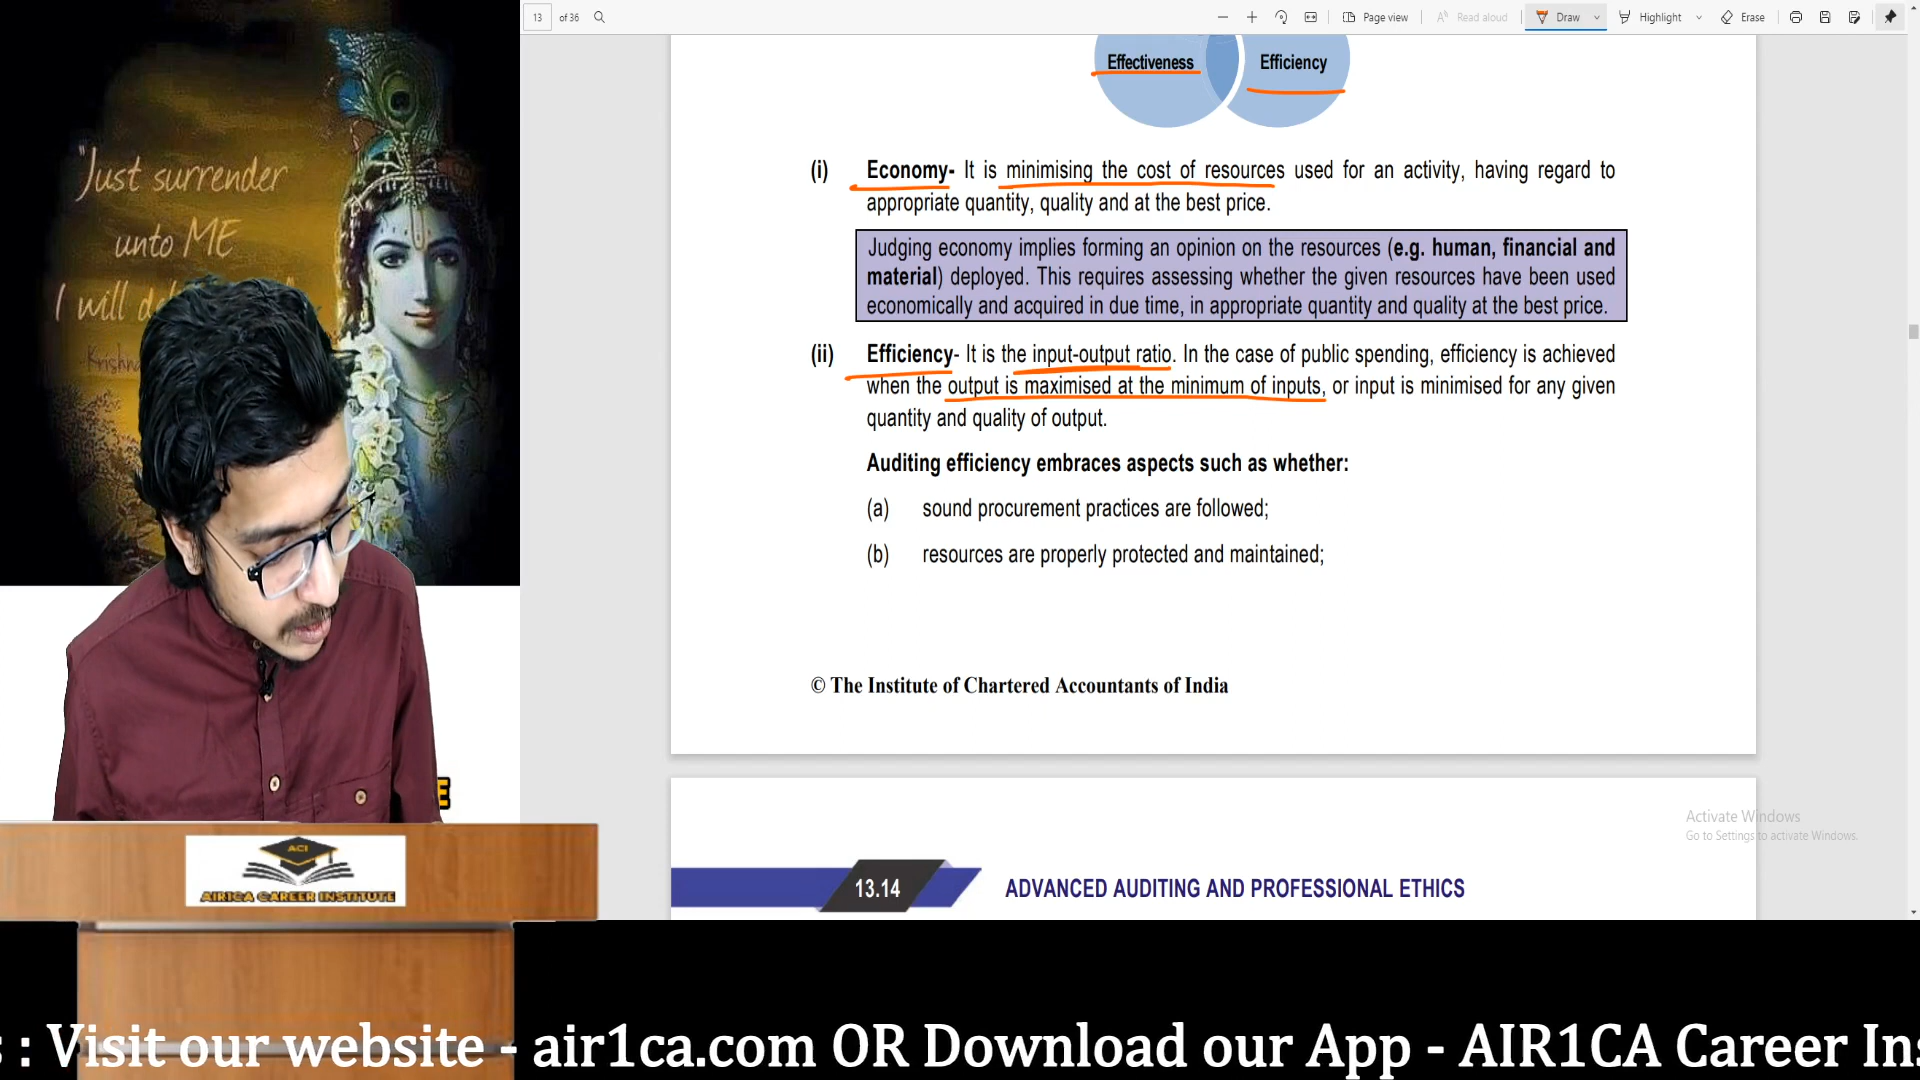 13 of 36
Page view
Read aloud
Draw
Highlight
Erase
Effectiveness
Efficiency
"Just surrender
unto ME
I will
(i) Economy- It is minimising the cost of resources used for an activity, having regard to
appropriate quantity, quality and at the best price.
Judging economy implies forming an opinion on the resources (e.g. human, financial and
material) deployed. This requires assessing whether the given resources have been used
economically and acquired in due time, in appropriate quantity and quality at the best price.
(ii) Efficiency- It is the input-output ratio. In the case of public spending, efficiency is achieved
when the output is maximised at the minimum of inputs, or input is minimised for any given
quantity and quality of output.
Auditing efficiency embraces aspects such as whether:
(a) sound procurement practices are followed;
(b) resources are properly protected and maintained;
© The Institute of Chartered Accountants of India
Activate Windows
Go to Settings to activate Windows.
13.14 ADVANCED AUDITING AND PROFESSIONAL ETHICS
E
ACI
AIR1CA CAREER INSTITUTE
s : Visit our website - air1ca.com OR Download our App - AIR1CA Career Ins